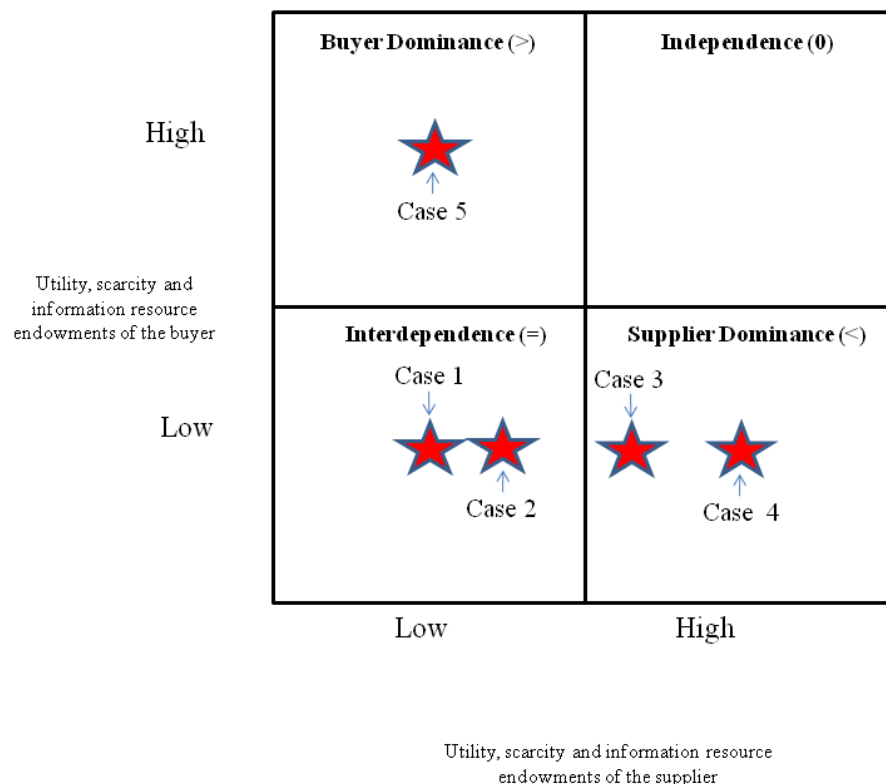 Buyer Dominance (>)
Independence (0)
High
Case 5
Utility, scarcity and
information resource
endowments of the buyer
Interdependence (=)
Supplier Dominance (<)
Case 1
Case 3
Low
Case 2
Case 4
Low
High
Utility, scarcity and information resource
endowments of the supplier